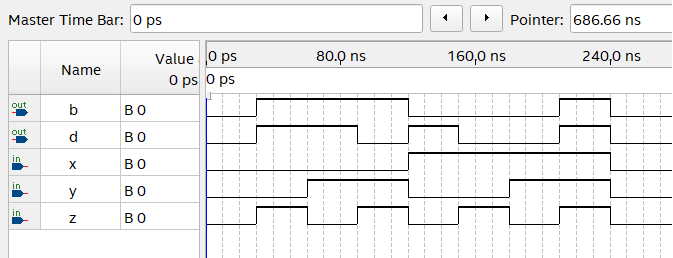 Master Time Bar: 0 ps Pointer: 686.66 ns
Name Value 0 ps
0 ps 80.0 ns 160.0 ns 240.0 ns
0 ps
out b B 0
out d B 0
in x B 0
in y B 0
in z B 0